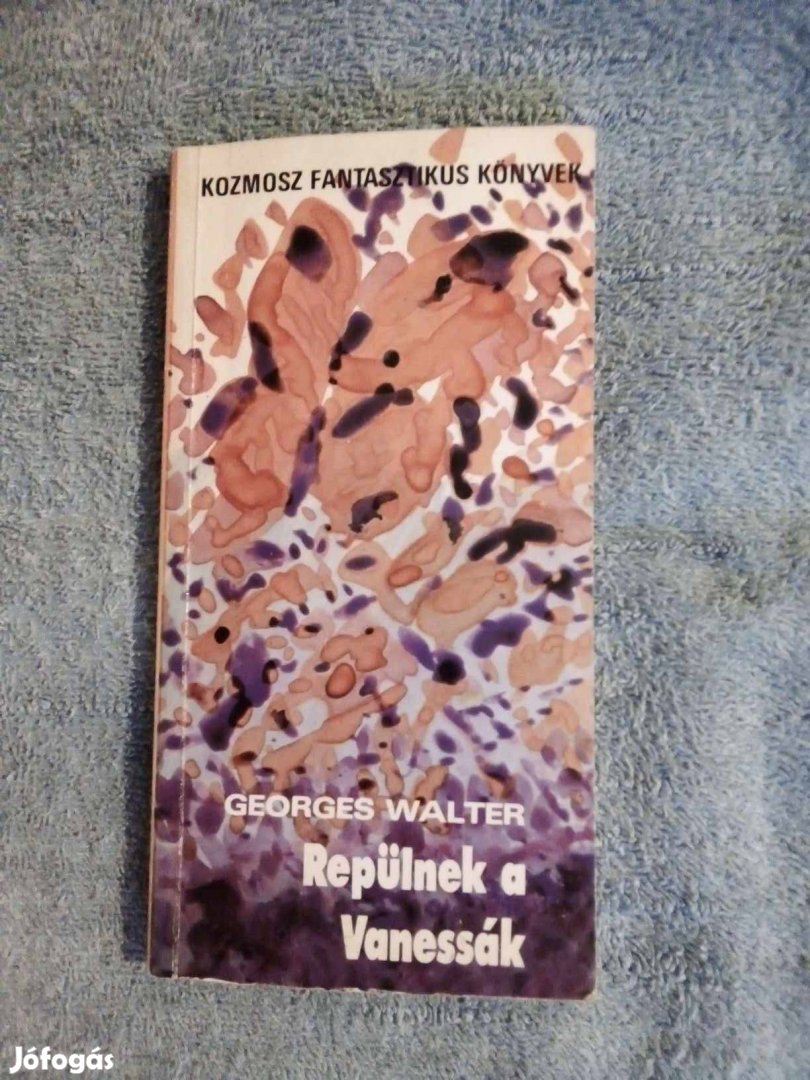 KOZMOSZ FANTASZTIKUS KÖNYVEK
GEORGES WALTER
Repülnek a
Vanessák
Jófogás